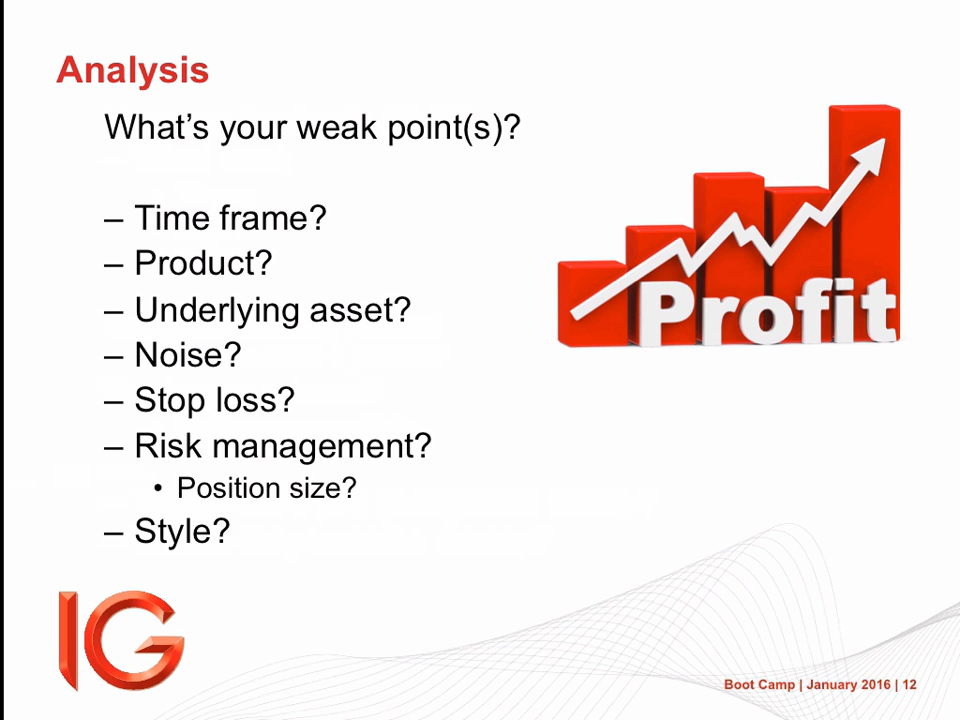 Analysis
What’s your weak point(s)?
– Time frame?
– Product?
– Underlying asset?
– Noise?
– Stop loss?
– Risk management?
• Position size?
– Style?
Profit
IG
Boot Camp | January 2016 | 12